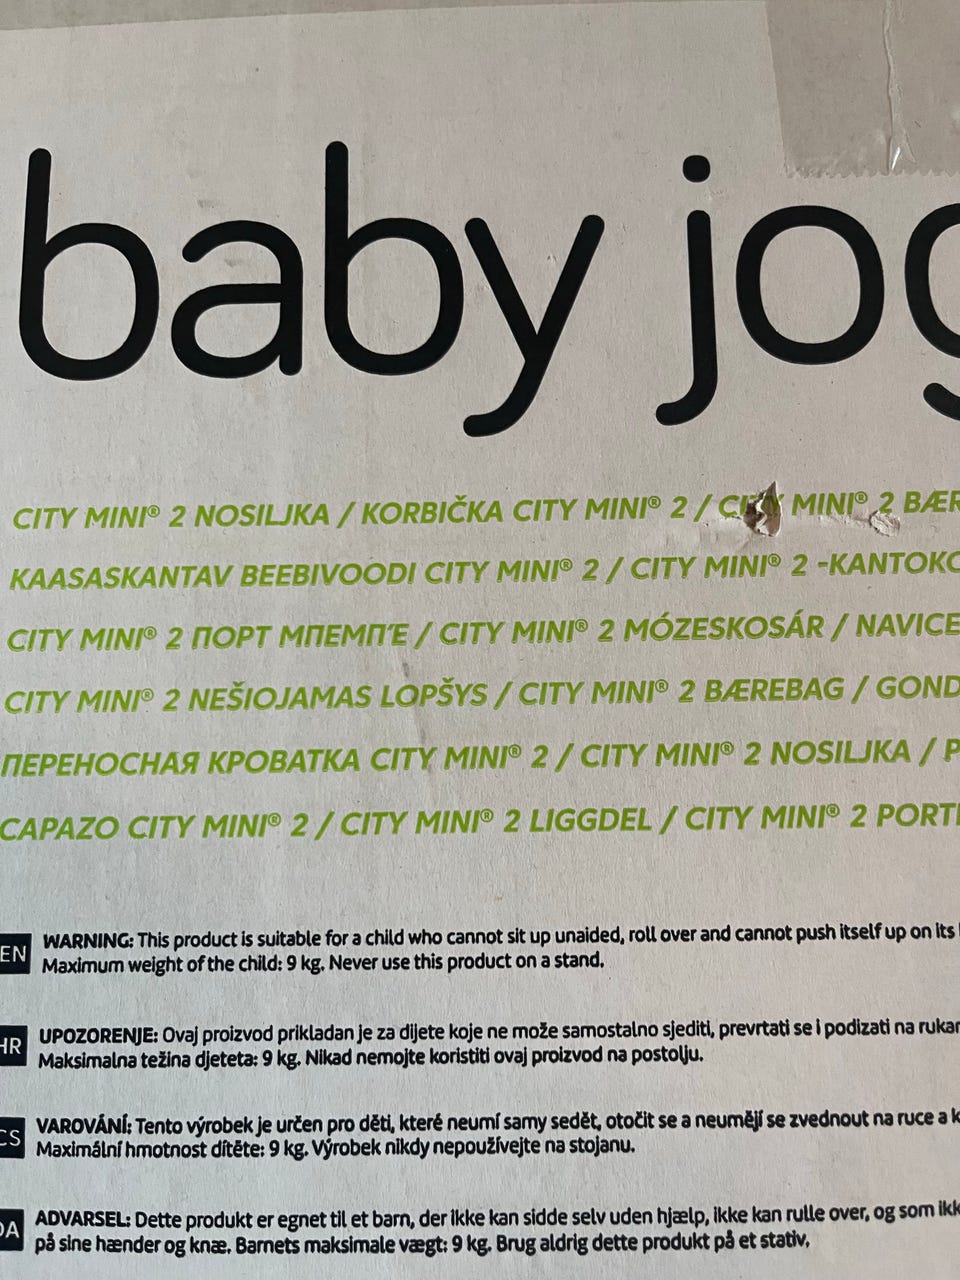 baby jog
CITY MINI® 2 NOSILJKA / KORBIČKA CITY MINI® 2 / CITY MINI® 2 BÆR
KAASASKANTAV BEEBIVOODI CITY MINI® 2 / CITY MINI® 2 -KANTOKO
CITY MINI® 2 ΠΟΡΤ ΜΠΕΜΠ'Ε / CITY MINI® 2 MÓZESKOSÁR / NAVICE
CITY MINI® 2 NEŠIOJAMAS LOPŠYS / CITY MINI® 2 BÆREBAG / GOND
ПЕРЕНОСНАЯ КРОВАТКА CITY MINI® 2 / CITY MINI® 2 NOSILJKA / P
CAPAZO CITY MINI® 2 / CITY MINI® 2 LIGGDEL / CITY MINI® 2 PORT
EN WARNING: This product is suitable for a child who cannot sit up unaided, roll over and cannot push itself up on its
Maximum weight of the child: 9 kg. Never use this product on a stand.
HR UPOZORENJE: Ovaj proizvod prikladan je za dijete koje ne može samostalno sjediti, prevrtati se i podizati na rukam
Maksimalna težina djeteta: 9 kg. Nikad nemojte koristiti ovaj proizvod na postolju.
CS VAROVÁNÍ: Tento výrobek je určen pro děti, které neumí samy sedět, otočit se a neumějí se zvednout na ruce a k
Maximální hmotnost dítěte: 9 kg. Výrobek nikdy nepoužívejte na stojanu.
DA ADVARSEL: Dette produkt er egnet til et barn, der ikke kan sidde selv uden hjælp, ikke kan rulle over, og som ikk
på sine hænder og knæ. Barnets maksimale vægt: 9 kg. Brug aldrig dette produkt på et stativ.